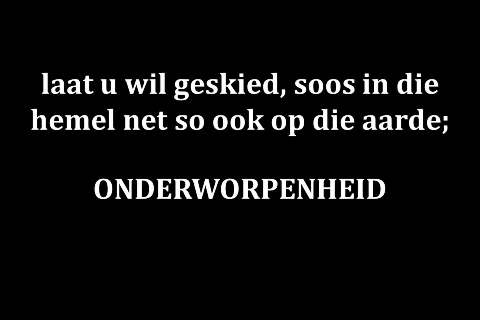 laat u wil geskied, soos in die
hemel net so ook op die aarde;
ONDERWORPENHEID